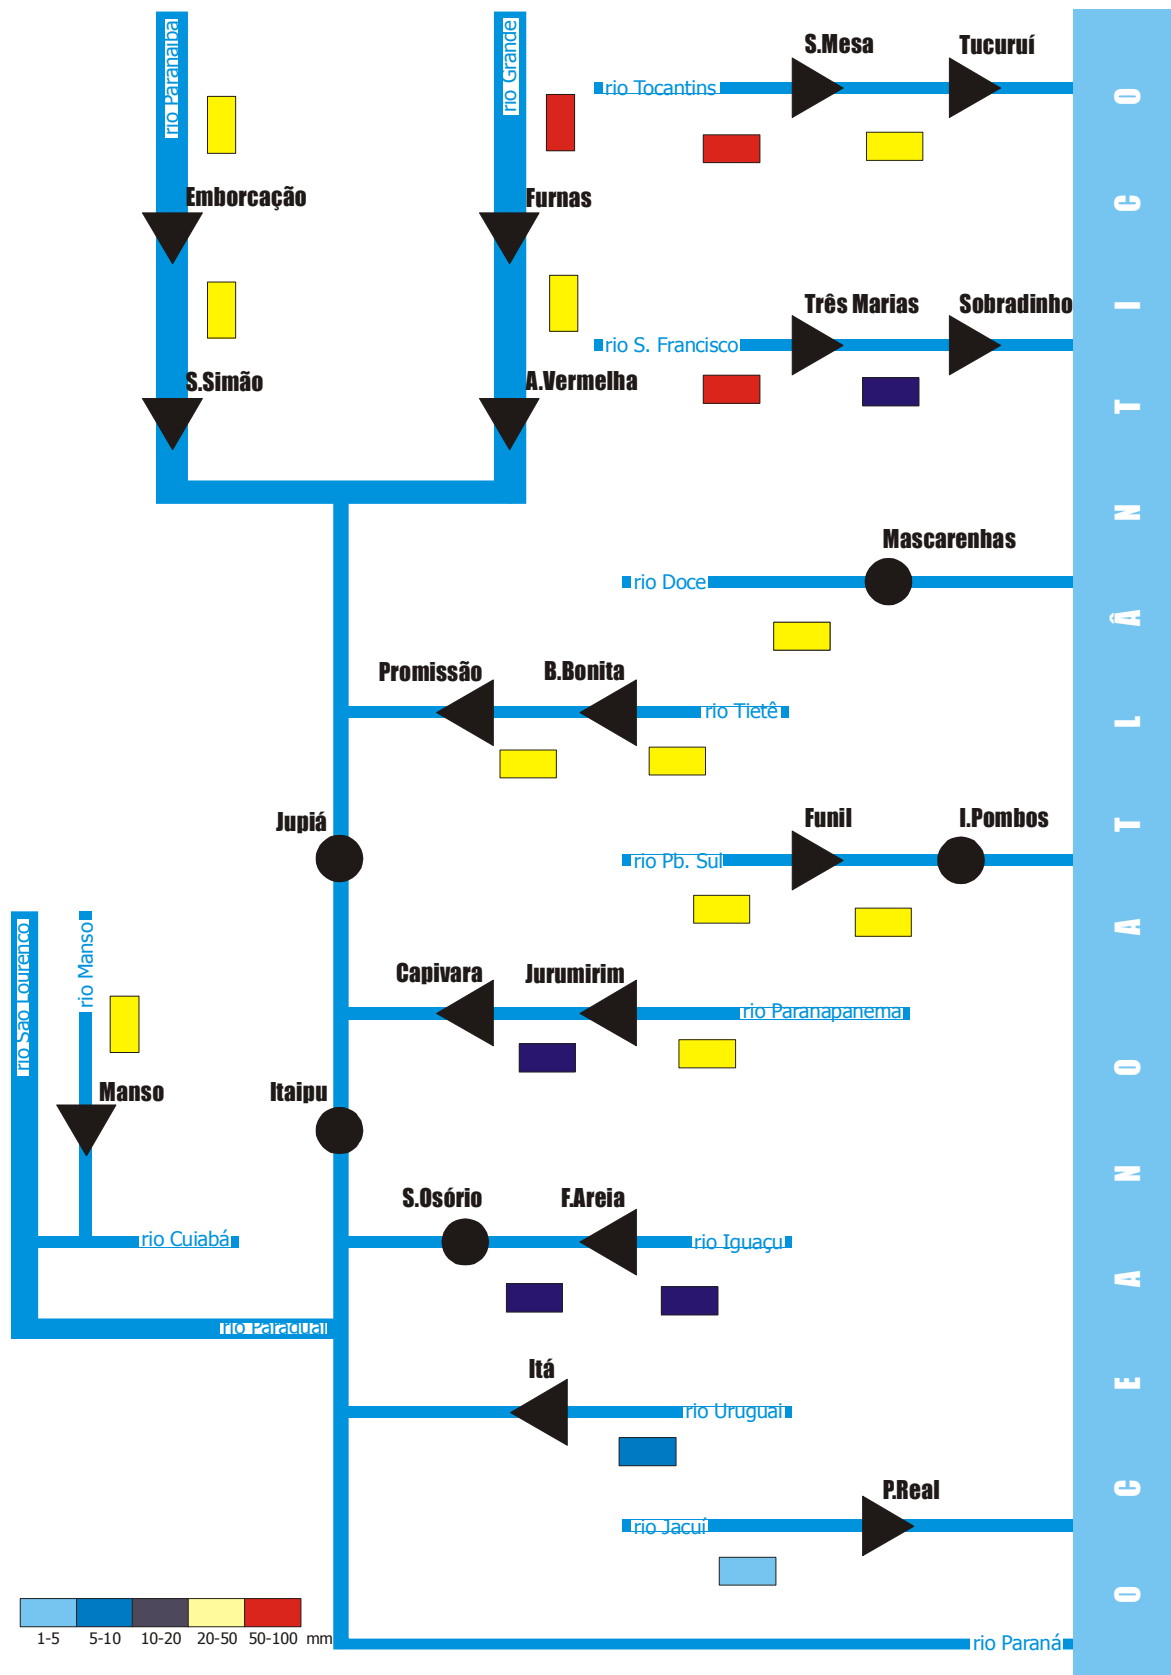 rio Paranaíba
rio Grande
S.Mesa
Tucuruí
rio Tocantins
Emborcação
Furnas
Três Marias
Sobradinho
rio S. Francisco
S.Simão
A.Vermelha
Mascarenhas
rio Doce
Promissão
B.Bonita
rio Tietê
Jupiá
Funil
I.Pombos
rio Pb. Sul
rio São Lourenço
rio Manso
Capivara
Jurumirim
rio Paranapanema
Manso
Itaipu
S.Osório
F.Areia
rio Cuiabá
rio Iguaçu
rio Paraguai
Itá
rio Uruguai
P.Real
rio Jacuí
1-5 5-10 10-20 20-50 50-100 mm
rio Paraná
OCEANO ATLÂNTICO